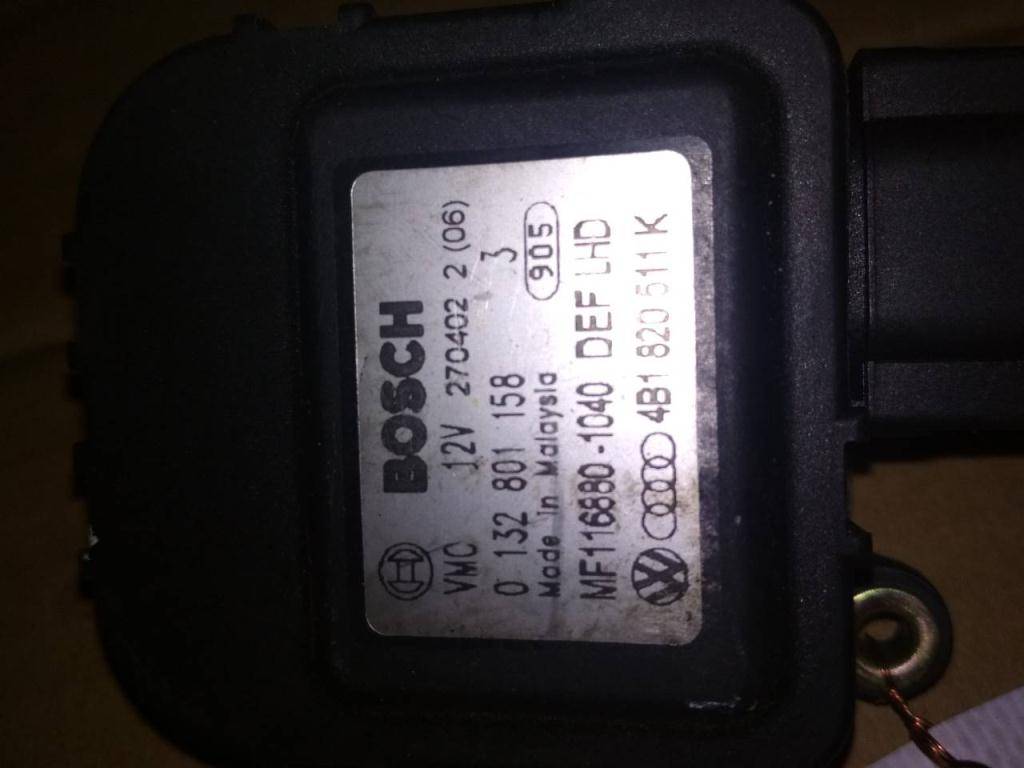 BOSCH
VMC 12V 270402 2 (06)
0 132 801 158 3
Made in Malaysia 905
MF116880-1040 DEF LHD
4B1 820 511 K